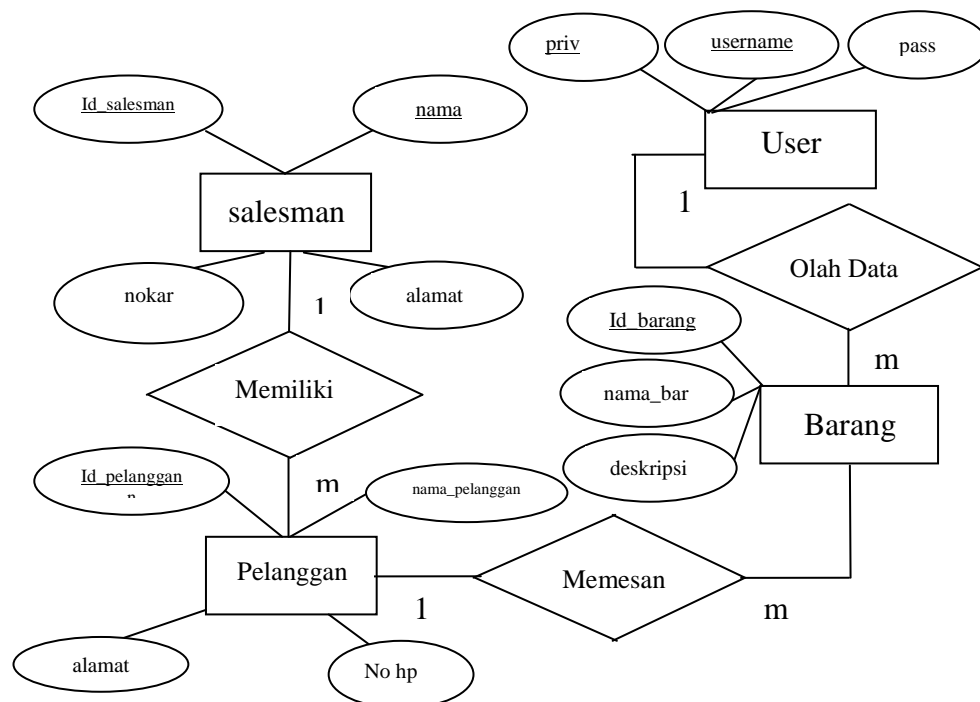 priv
username
pass
Id_salesman
nama
User
salesman
1
nokar
alamat
1
Olah Data
Id_barang
m
Memiliki
nama_bar
Barang
deskripsi
Id_pelanggan
m
nama_pelanggan
Pelanggan
Memesan
1
m
alamat
No hp